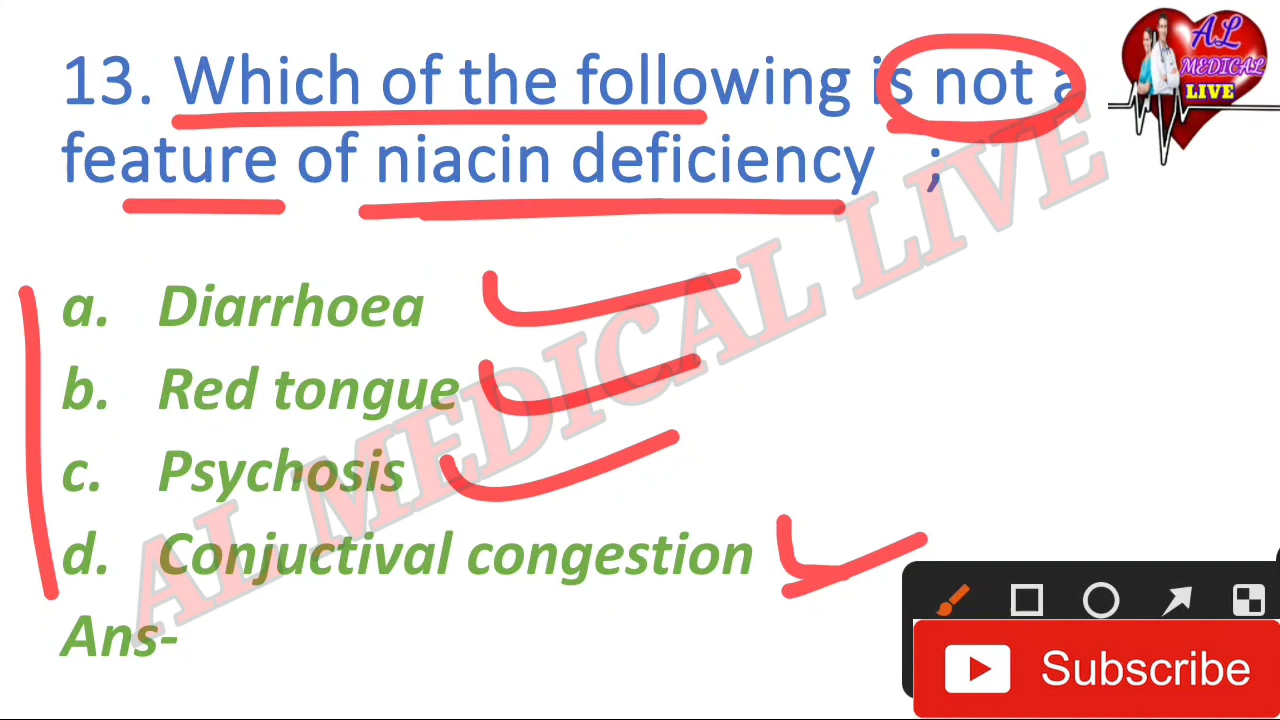 13. Which of the following is not a
feature of niacin deficiency ;
a. Diarrhoea
b. Red tongue
c. Psychosis
d. Conjuctival congestion
Ans-
AL
MEDICAL
LIVE
AL MEDICAL LIVE
Subscribe